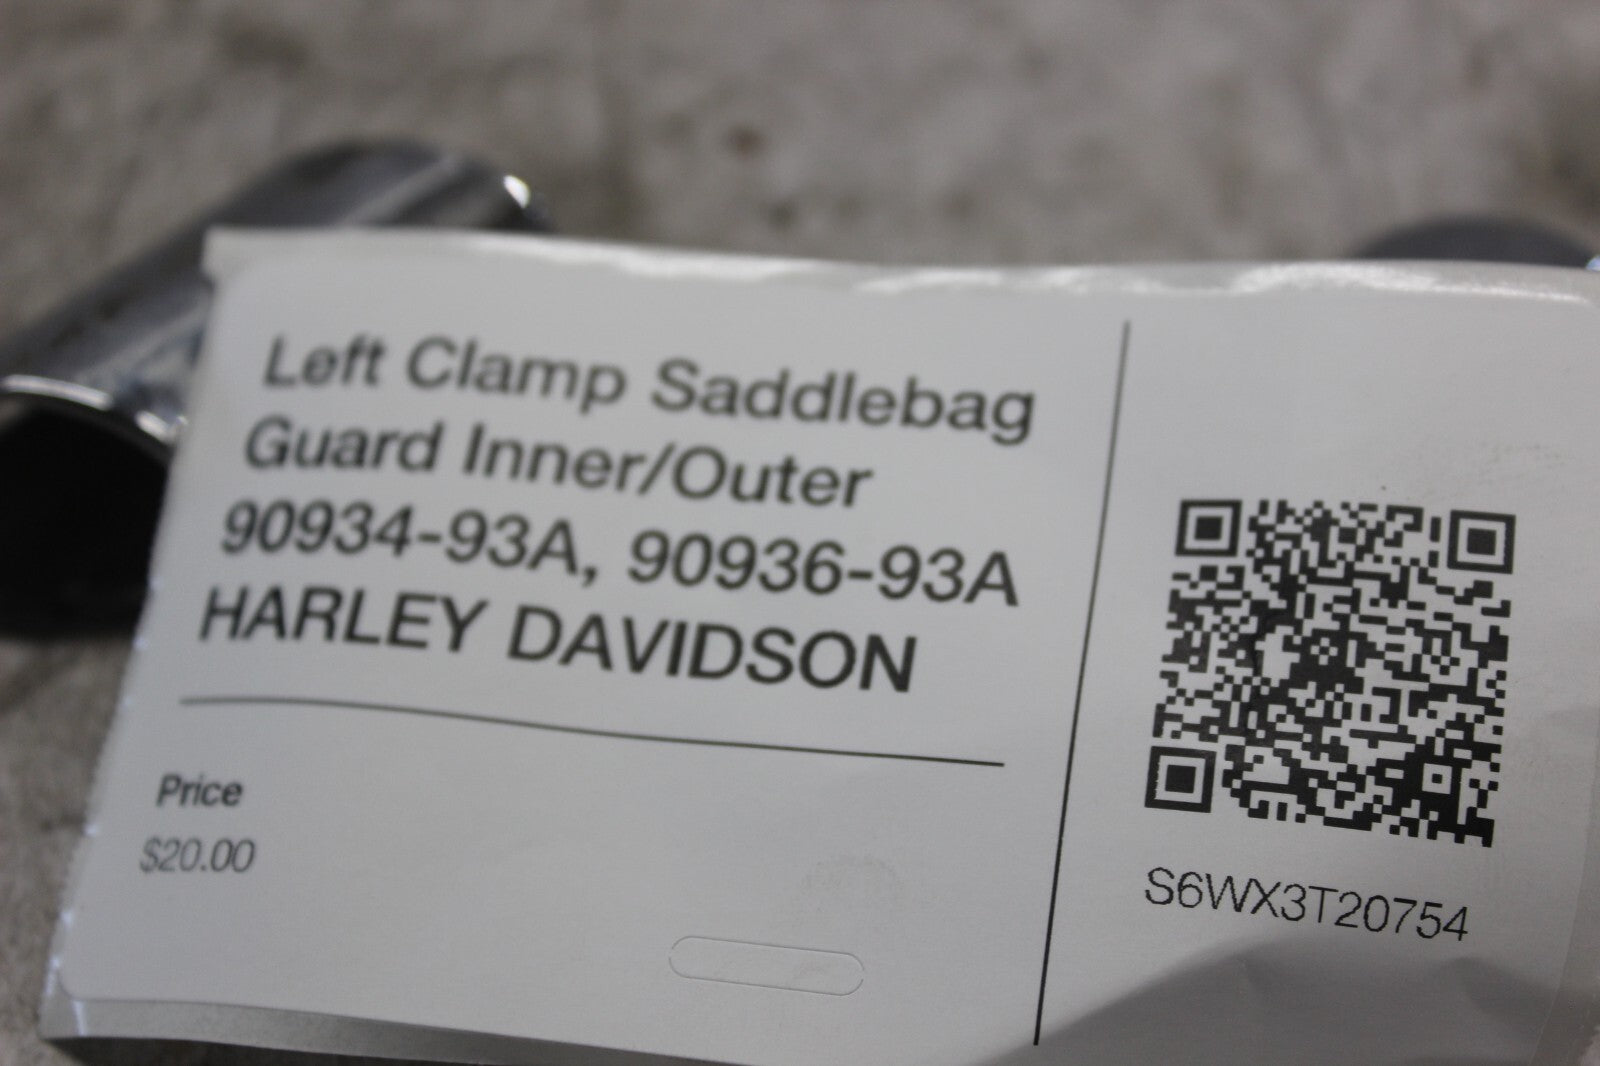 Left Clamp Saddlebag
Guard Inner/Outer
90934-93A, 90936-93A
HARLEY DAVIDSON
Price
$20.00
S6WX3T20754